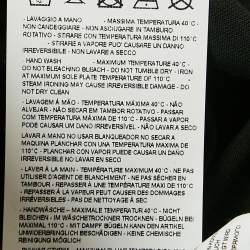 - LAVAGGIO A MANO - MASSIMA TEMPERATURA 40°C -
NON CANDEGGIARE - NON ASCIUGARE IN TAMBURO
ROTATIVO - STIRARE CON TEMPERATURA MASSIMA DI 110°C
- STIRARE A VAPORE PUO' CAUSARE UN DANNO
IRREVERSIBILE - NON LAVARE A SECCO
- HAND WASH - MAXIMUM TEMPERATURE 40°C -
DO NOT BLEACHING BLEACH - DO NOT TUMBLE DRY - IRON
AT MAXIMUM SOLE PLATE TEMPERATURE OF 110°C
STEAM IRONING MAY CAUSE IRREVERSIBLE DAMAGE - DO
NOT DRY CLEAN
- LAVAGEM À MÃO - TEMPERATURA MÁXIMA 40°C - NÃO
ALVEJAR - NÃO SECAR EM TAMBOR ROTATIVO - PASSAR
COM TEMPERATURA MÁXIMA DE 110°C - PASSAR A VAPOR
PODE CAUSAR UM DANO IRREVERSÍVEL - NÃO LAVAR A
SECO
LAVAR A MANO NO USAR BLANQUEADOR NO SECAR A
MAQUINA PLANCHAR CON UNA TEMPERATURA MÁXIMA DE
110°C - PLANCHAR CON VAPOR PUEDE CAUSAR UN DAÑO
IRREVERSIBLE NO LAVAR EN SECO
- LAVER À LA MAIN - TEMPÉRATURE MAXIMUM 40°C - NE PAS
UTILISER D'AGENT DE BLANCHIMENT - NE PAS SÉCHER EN
TAMBOUR - REPASSER À UNE TEMPÉRATURE MAXI DE 110°C
- REPASSER À LA VAPEUR PEUT CAUSER DES DOMMAGES
IRRÉVERSIBLES - PAS DE NETTOYAGE À SEC
- HANDWÄSCHE - MAXIMALE TEMPERATUR 40°C - NICHT
BLEICHEN - IM WÄSCHETROCKNER TROCKNEN - BÜGELN BEI
MAXIMAL 110°C - MIT DAMPF BÜGELN KANN DEN ARTIKEL
UNWIEDERBRINGLICH - KEINE CHEMISCHE
REINIGUNG MÖGLICH